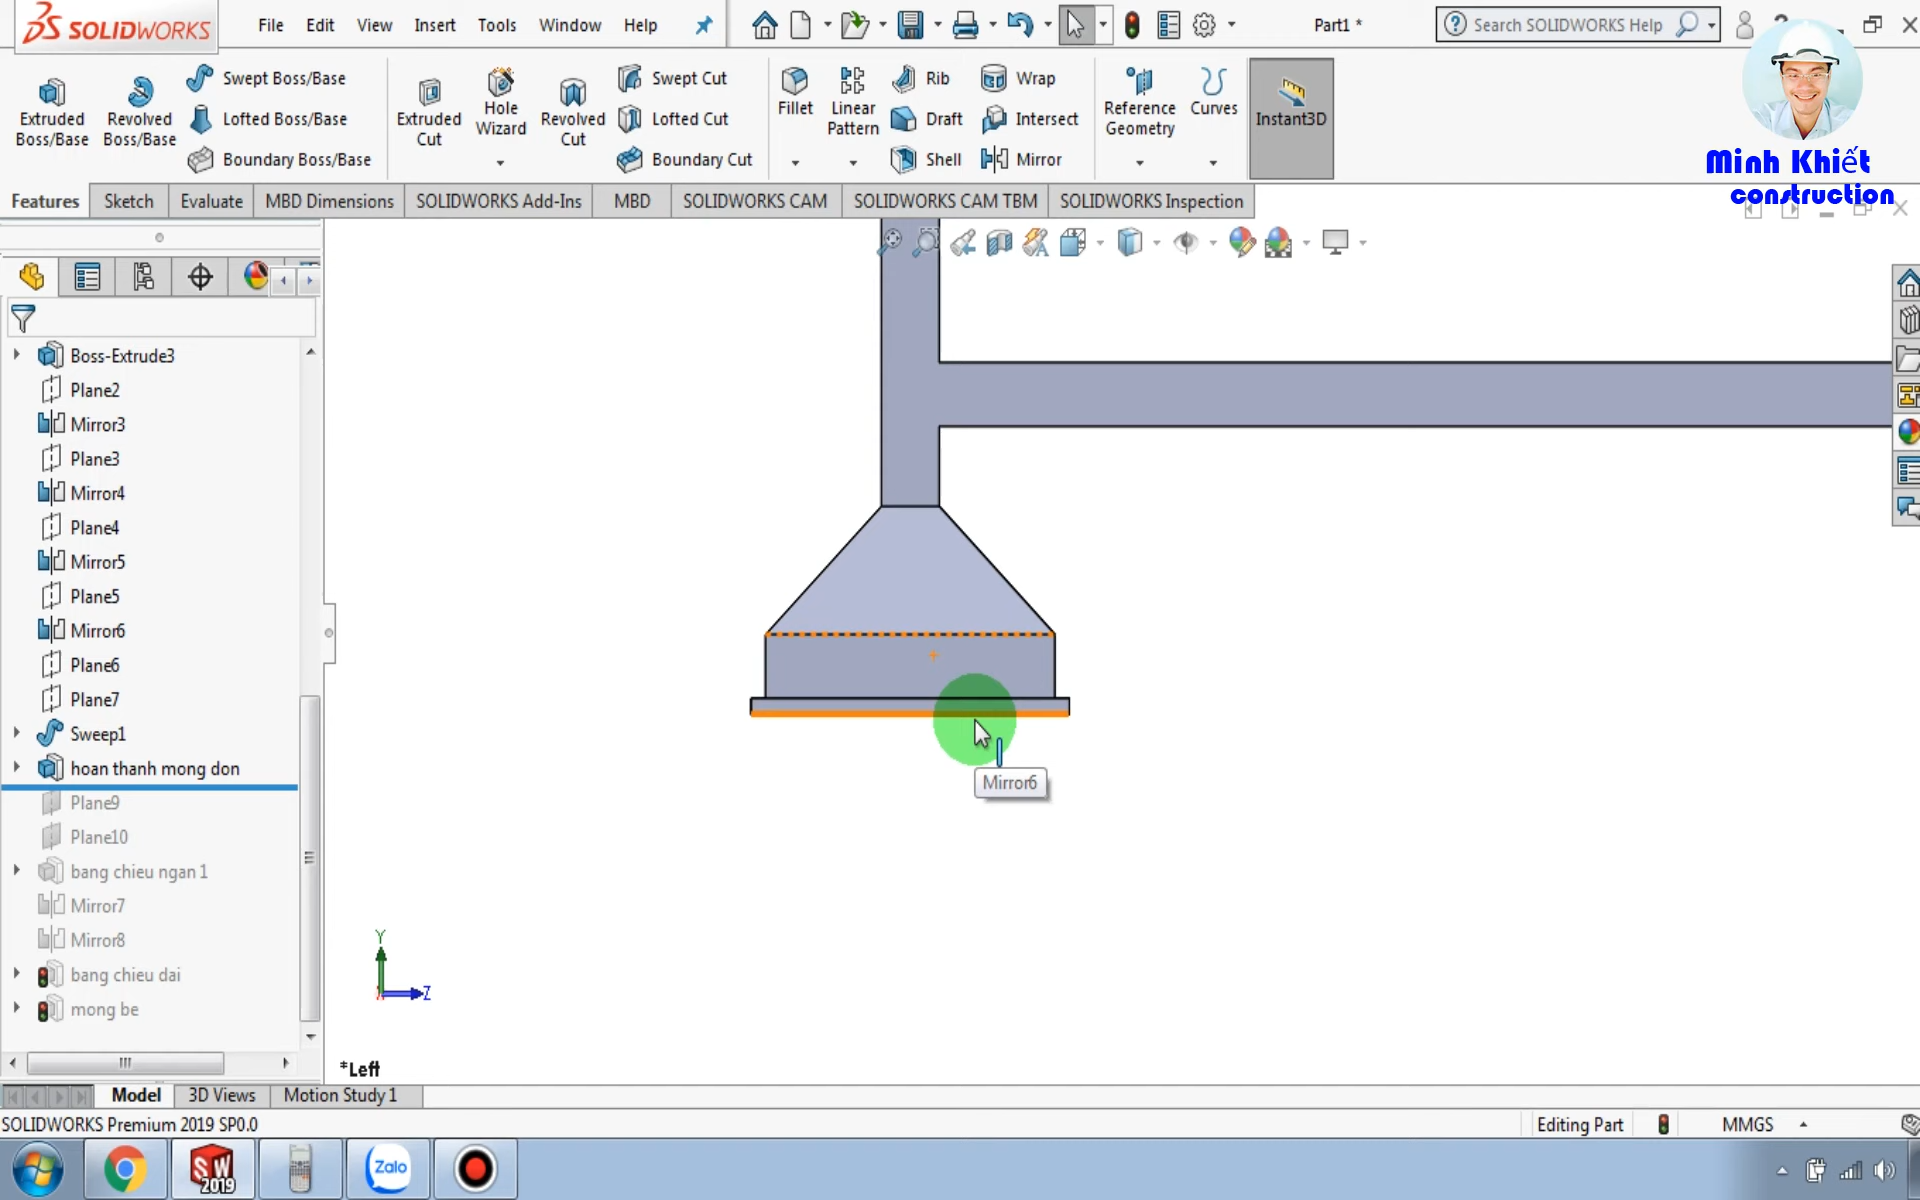 SOLIDWORKS File Edit View Insert Tools Window Help Part1 * Search SOLIDWORKS Help
Extruded Boss/Base
Revolved Boss/Base
Swept Boss/Base
Lofted Boss/Base
Boundary Boss/Base
Extruded Cut
Hole Wizard
Revolved Cut
Swept Cut
Lofted Cut
Boundary Cut
Fillet
Linear Pattern
Rib
Draft
Shell
Wrap
Intersect
Mirror
Reference Geometry
Curves
Instant3D
Minh Khiết
construction
Features Sketch Evaluate MBD Dimensions SOLIDWORKS Add-Ins MBD SOLIDWORKS CAM SOLIDWORKS CAM TBM SOLIDWORKS Inspection
Boss-Extrude3
Plane2
Mirror3
Plane3
Mirror4
Plane4
Mirror5
Plane5
Mirror6
Plane6
Plane7
Sweep1
hoan thanh mong don
Plane9
Plane10
bang chieu ngan 1
Mirror7
Mirror8
bang chieu dai
mong be
Mirror6
Y
Z
*Left
Model 3D Views Motion Study 1
SOLIDWORKS Premium 2019 SP0.0 Editing Part MMGS
SW 2019 Zalo